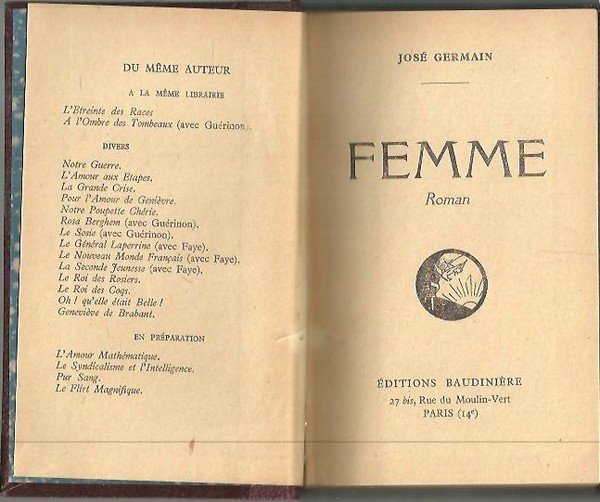 DU MÊME AUTEUR
A LA MÊME LIBRAIRIE
L'Etreinte des Races
A l'Ombre des Tombeaux (avec Guérinon).
DIVERS
Notre Guerre.
L'Amour aux Etapes.
La Grande Crise.
Pour l'Amour de Genièvre.
Notre Poupette Chérie.
Rosa Berghem (avec Guérinon).
Le Sosie (avec Guérinon).
Le Général Laperrine (avec Faye).
Le Nouveau Monde Français (avec Faye).
La Seconde Jeunesse (avec Faye).
Le Roi des Rosiers.
Le Roi des Coqs.
Oh ! qu'elle était Belle !
Geneviève de Brabant.
EN PRÉPARATION
L'Amour Mathématique.
Le Syndicalisme et l'Intelligence.
Pur Sang.
Le Flirt Magnifique.
JOSÉ GERMAIN
FEMME
Roman
ÉDITIONS BAUDINIÈRE
27 bis, Rue du Moulin-Vert
PARIS (14e)